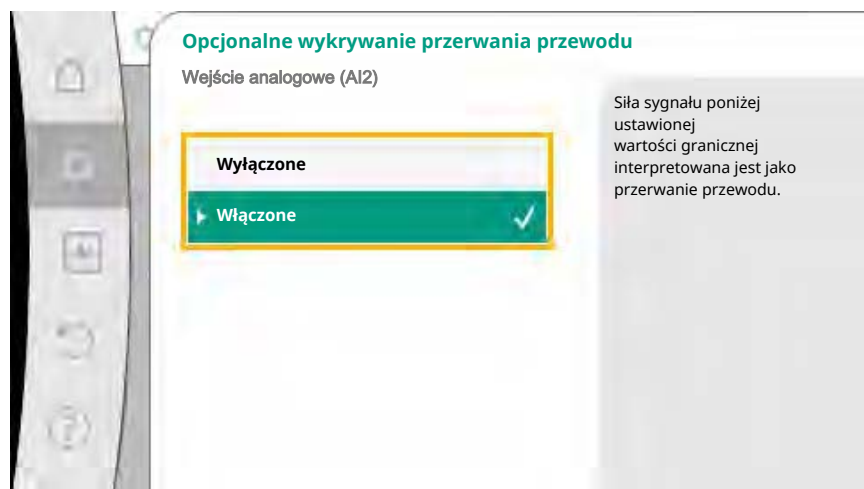 Opcjonalne wykrywanie przerwania przewodu
Wejście analogowe (AI2)
Siła sygnału poniżej
ustawionej
wartości granicznej
interpretowana jest jako
przerwanie przewodu.
Wyłączone
Włączone